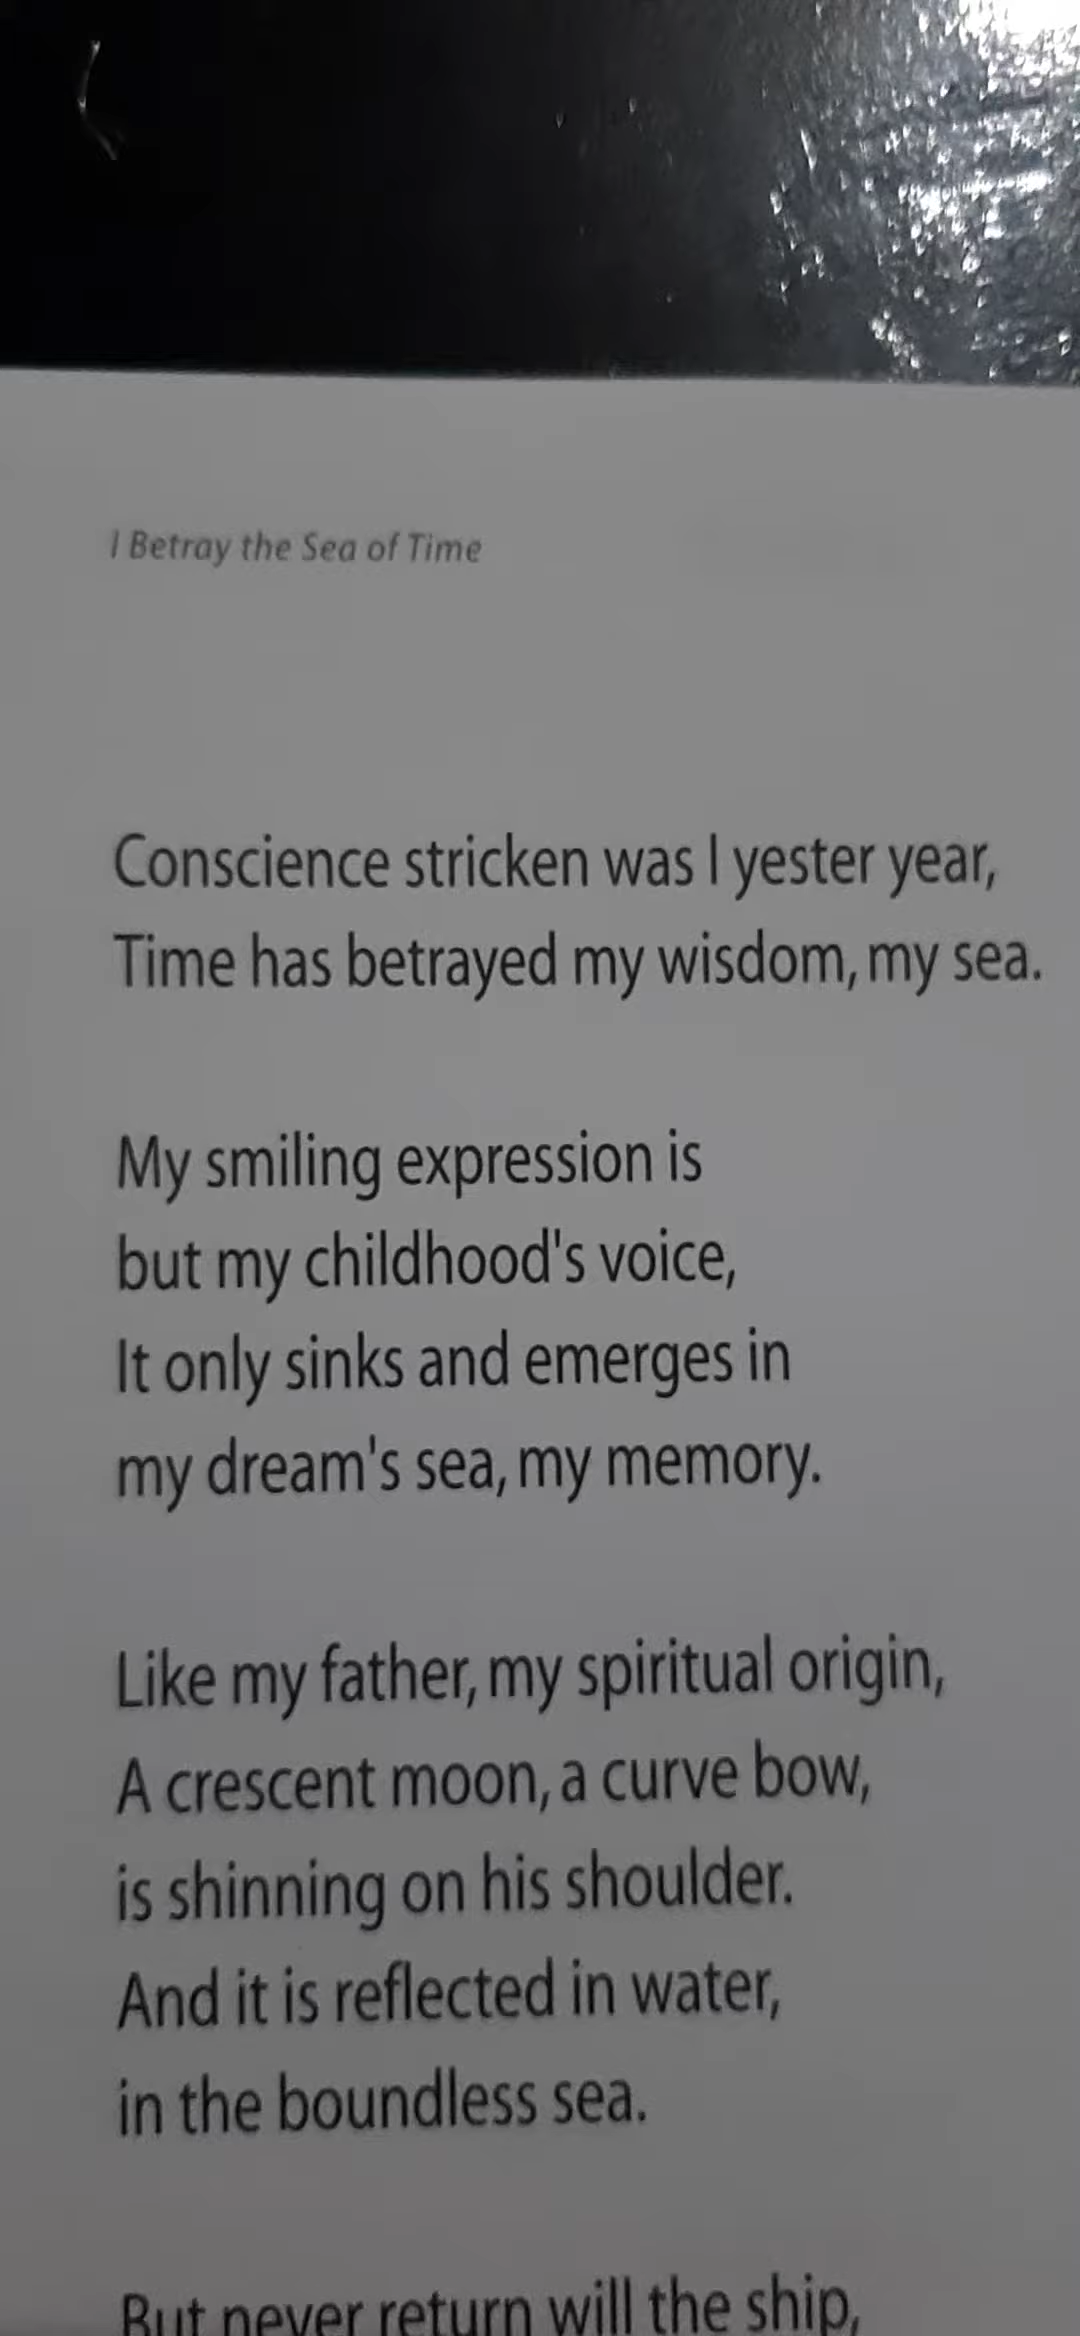 I Betray the Sea of Time
Conscience stricken was I yester year,
Time has betrayed my wisdom, my sea.
My smiling expression is
but my childhood's voice,
It only sinks and emerges in
my dream's sea, my memory.
Like my father, my spiritual origin,
A crescent moon, a curve bow,
is shinning on his shoulder.
And it is reflected in water,
in the boundless sea.
But never return will the ship,